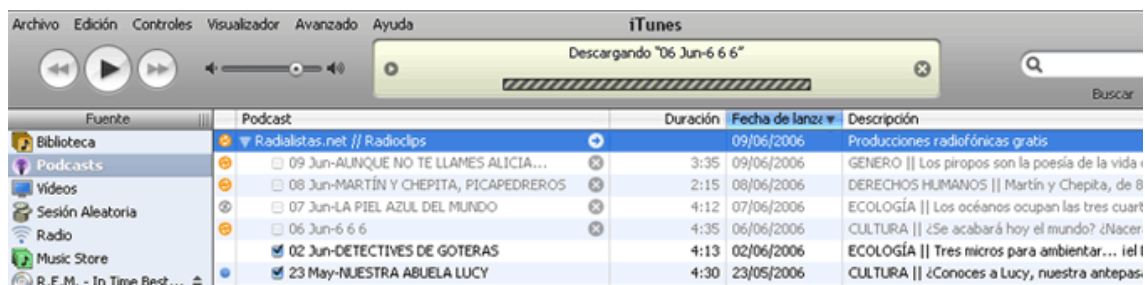 Archivo Edición Controles Visualizador Avanzado Ayuda iTunes
Descargando "06 Jun-6 6 6"
Buscar
Fuente Podcast Duración Fecha de lanza Descripción
Biblioteca Radialistas.net // Radioclips 09/06/2006 Producciones radiofónicas gratis
Podcasts 09 Jun-AUNQUE NO TE LLAMES ALICIA... 3:35 09/06/2006 GENERO || Los piropos son la poesía de la vida
Vídeos 08 Jun-MARTÍN Y CHEPITA, PICAPEDREROS 2:15 08/06/2006 DERECHOS HUMANOS || Martín y Chepita, de 8
Sesión Aleatoria 07 Jun-LA PIEL AZUL DEL MUNDO 4:12 07/06/2006 ECOLOGÍA || Los océanos ocupan las tres cuart
Radio 06 Jun-6 6 6 4:35 06/06/2006 CULTURA || ¿Se acabará hoy el mundo? ¿Nacer
Music Store 02 Jun-DETECTIVES DE GOTERAS 4:13 02/06/2006 ECOLOGÍA || Tres micros para ambientar... ¡el
R.E.M. - In Time Best... 23 May-NUESTRA ABUELA LUCY 4:30 23/05/2006 CULTURA || ¿Conoces a Lucy, nuestra antepas